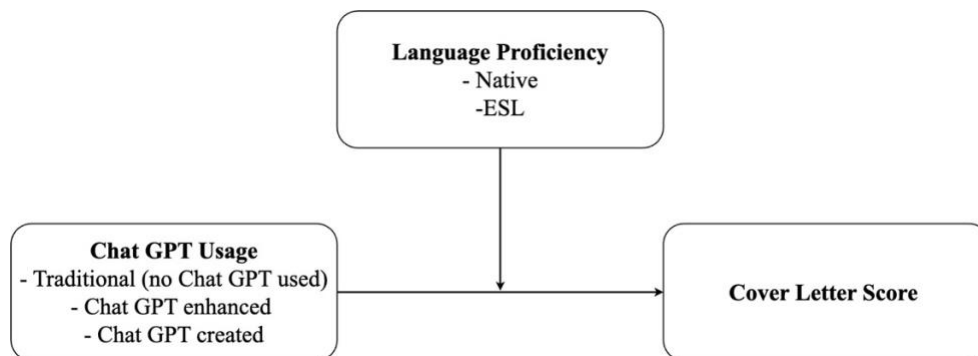 Language Proficiency
- Native
-ESL
Chat GPT Usage
- Traditional (no Chat GPT used)
- Chat GPT enhanced
- Chat GPT created
Cover Letter Score